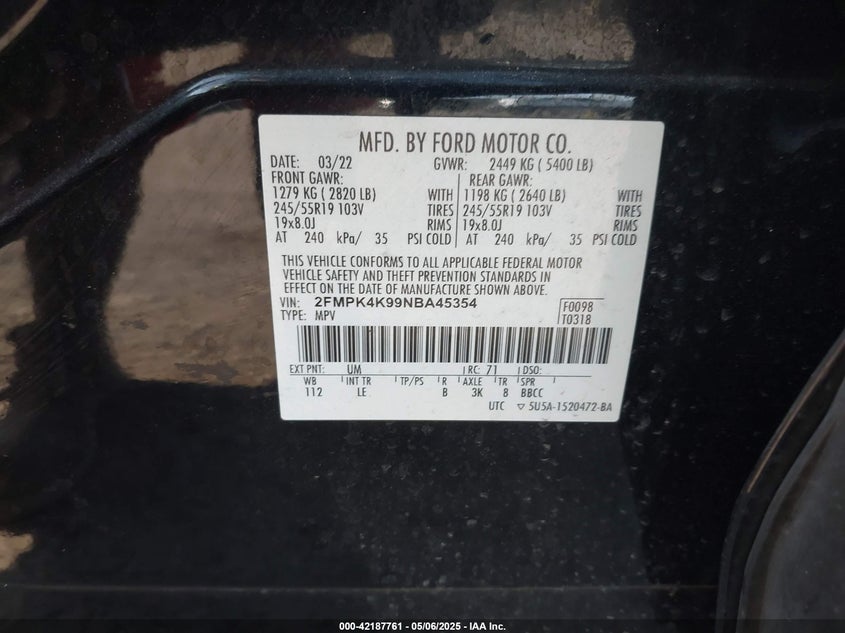 MFD. BY FORD MOTOR CO.
DATE: 03/22 GVWR: 2449 KG ( 5400 LB)
FRONT GAWR: REAR GAWR:
1279 KG ( 2820 LB) WITH 1198 KG ( 2640 LB) WITH
245/55R19 103V TIRES 245/55R19 103V TIRES
19x8.0J RIMS 19x8.0J RIMS
AT 240 kPa/ 35 PSI COLD AT 240 kPa/ 35 PSI COLD
THIS VEHICLE CONFORMS TO ALL APPLICABLE FEDERAL MOTOR
VEHICLE SAFETY AND THEFT PREVENTION STANDARDS IN
EFFECT ON THE DATE OF MANUFACTURE SHOWN ABOVE.
VIN: 2FMPK4K99NBA45354 F0098
TYPE: MPV T0318
EXT PNT: UM RC: 71 DSO:
WB INT TR TP/PS R AXLE TR SPR
112 LE B 3K 8 BBCC
UTC ▽ 5U5A-1520472-BA
000-42187761 - 05/06/2025 - IAA Inc.